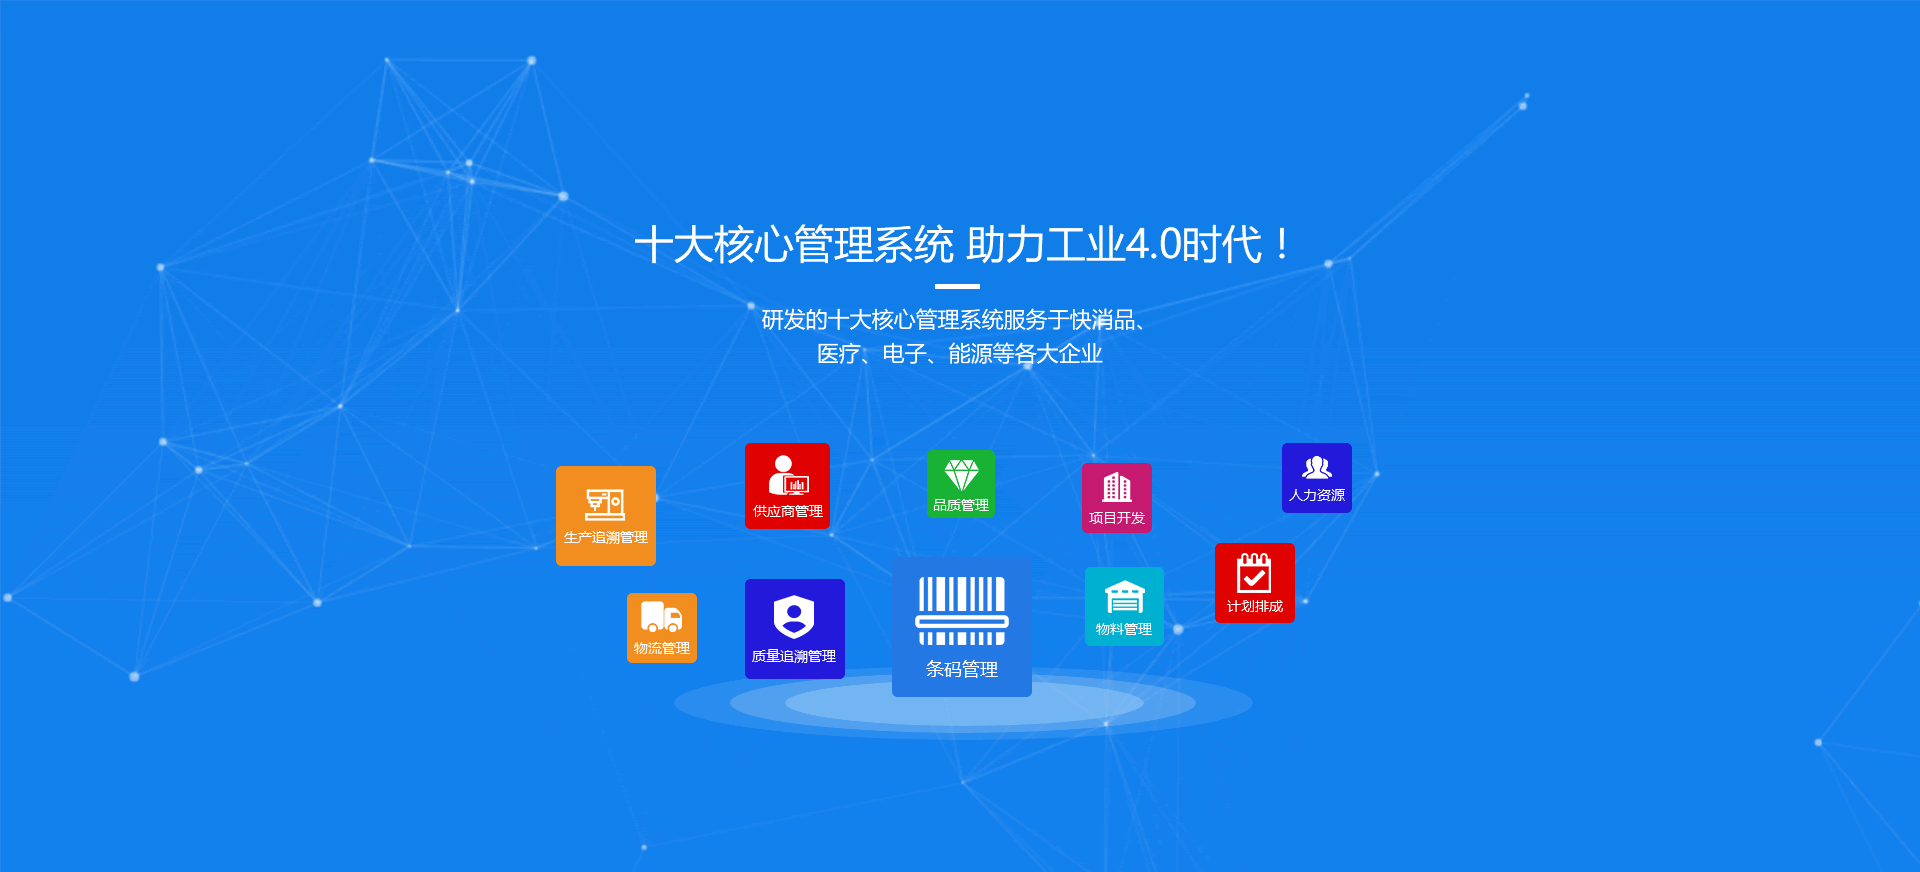 十大核心管理系统 助力工业4.0时代！
研发的十大核心管理系统服务于快消品、
医疗、电子、能源等各大企业
生产追溯管理
供应商管理
品质管理
项目开发
人力资源
物流管理
质量追溯管理
条码管理
物料管理
计划排成